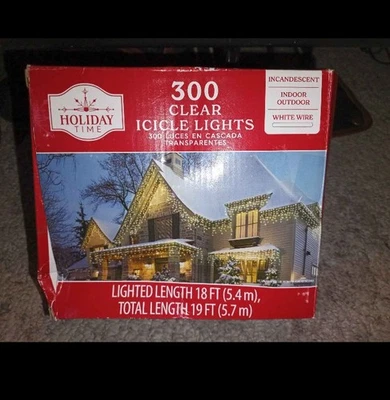 HOLIDAY
TIME
300
CLEAR
ICICLE LIGHTS
300 LUCES EN CASCADA
TRANSPARENTES
INCANDESCENT
INDOOR
OUTDOOR
WHITE WIRE
LIGHTED LENGTH 18 FT (5.4 m),
TOTAL LENGTH 19 FT (5.7 m)